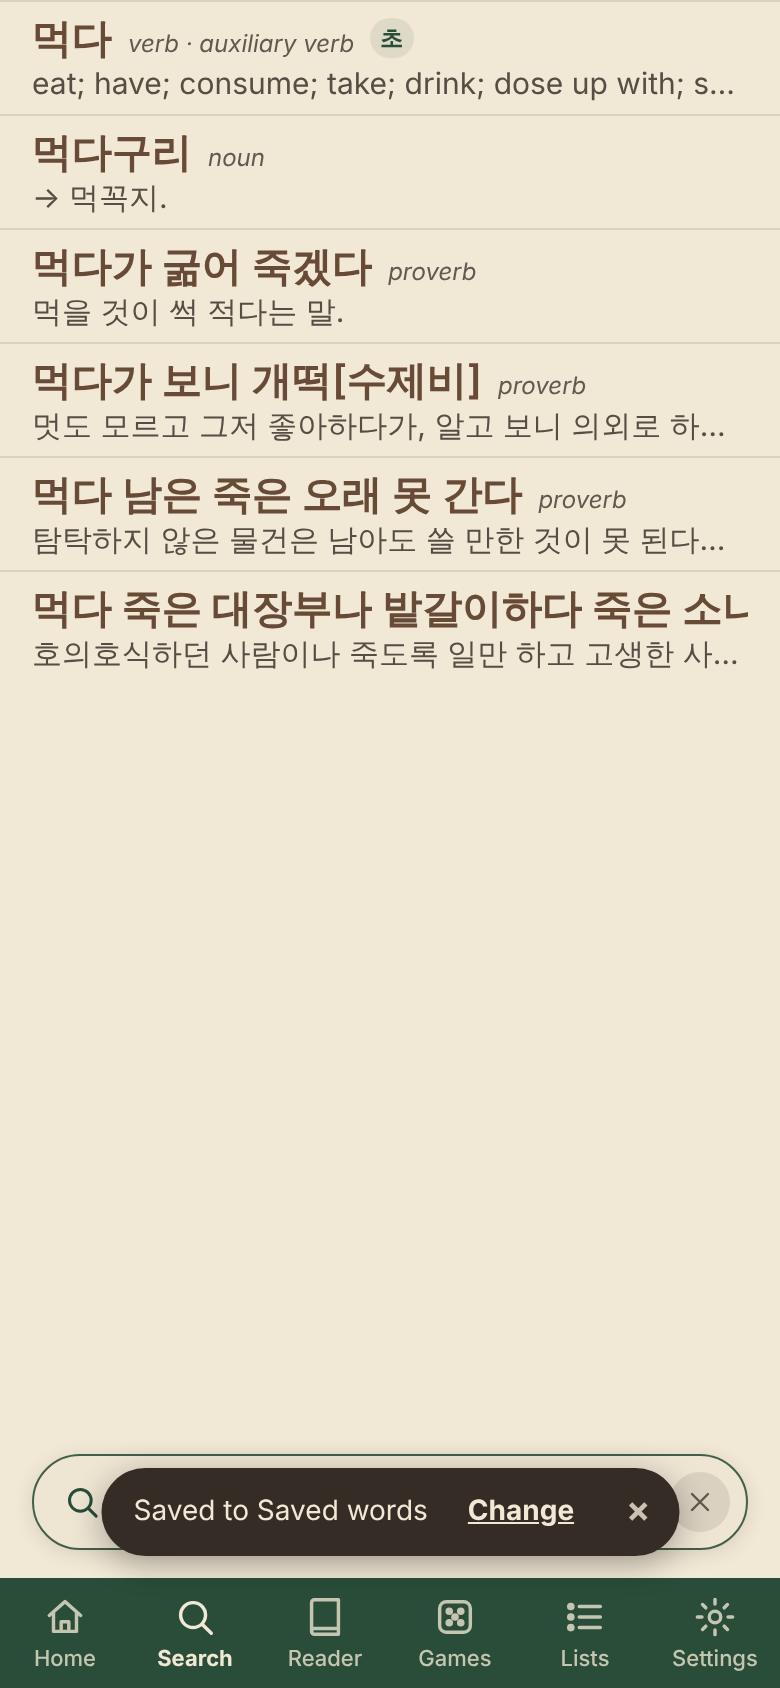 먹다 verb · auxiliary verb 초
eat; have; consume; take; drink; dose up with; s...
먹다구리 noun
→ 먹꼭지.
먹다가 굶어 죽겠다 proverb
먹을 것이 썩 적다는 말.
먹다가 보니 개떡[수제비] proverb
멋도 모르고 그저 좋아하다가, 알고 보니 의외로 하...
먹다 남은 죽은 오래 못 간다 proverb
탐탁하지 않은 물건은 남아도 쓸 만한 것이 못 된다...
먹다 죽은 대장부나 밭갈이하다 죽은
호의호식하던 사람이나 죽도록 일만 하고 고생한 사...
Saved to Saved words Change ×
Home Search Reader Games Lists Settings